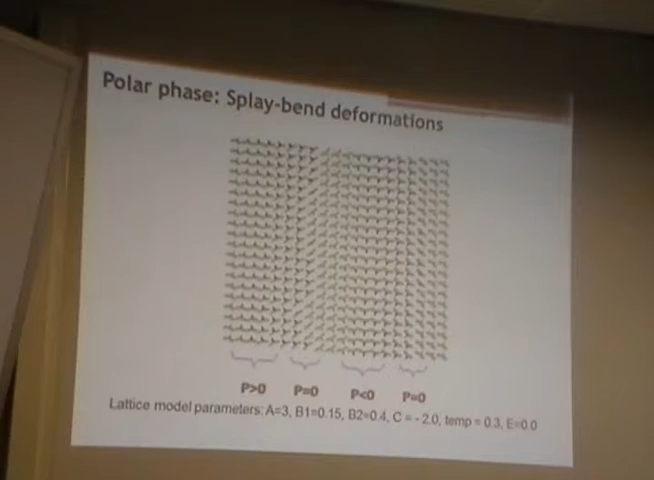 Polar phase: Splay-bend deformations
P>0 P=0 P<0 P=0
Lattice model parameters: A=3, B1=0.15, B2=0.4, C = - 2.0, temp = 0.3, E=0.0